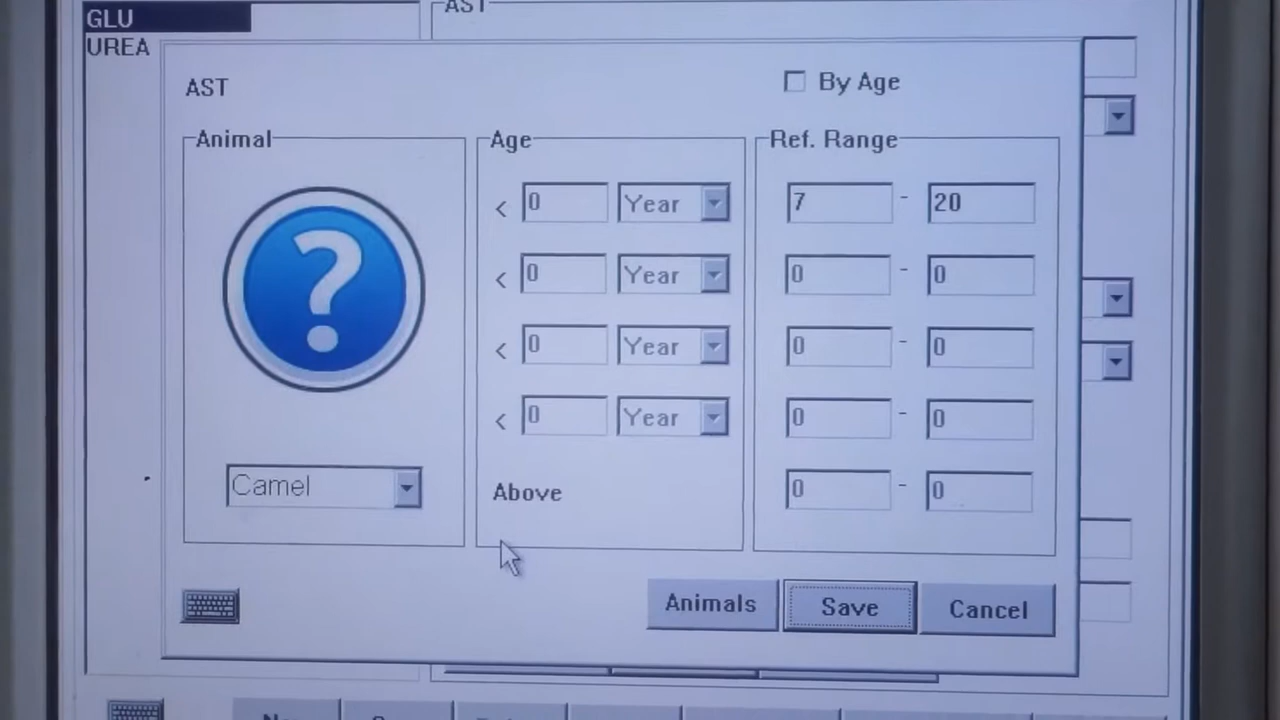 GLU
AST
UREA
AST
By Age
Animal
Age
Ref. Range
?
< 0 Year
7 - 20
< 0 Year
0 - 0
< 0 Year
0 - 0
< 0 Year
0 - 0
Camel
Above
0 - 0
Animals
Save
Cancel